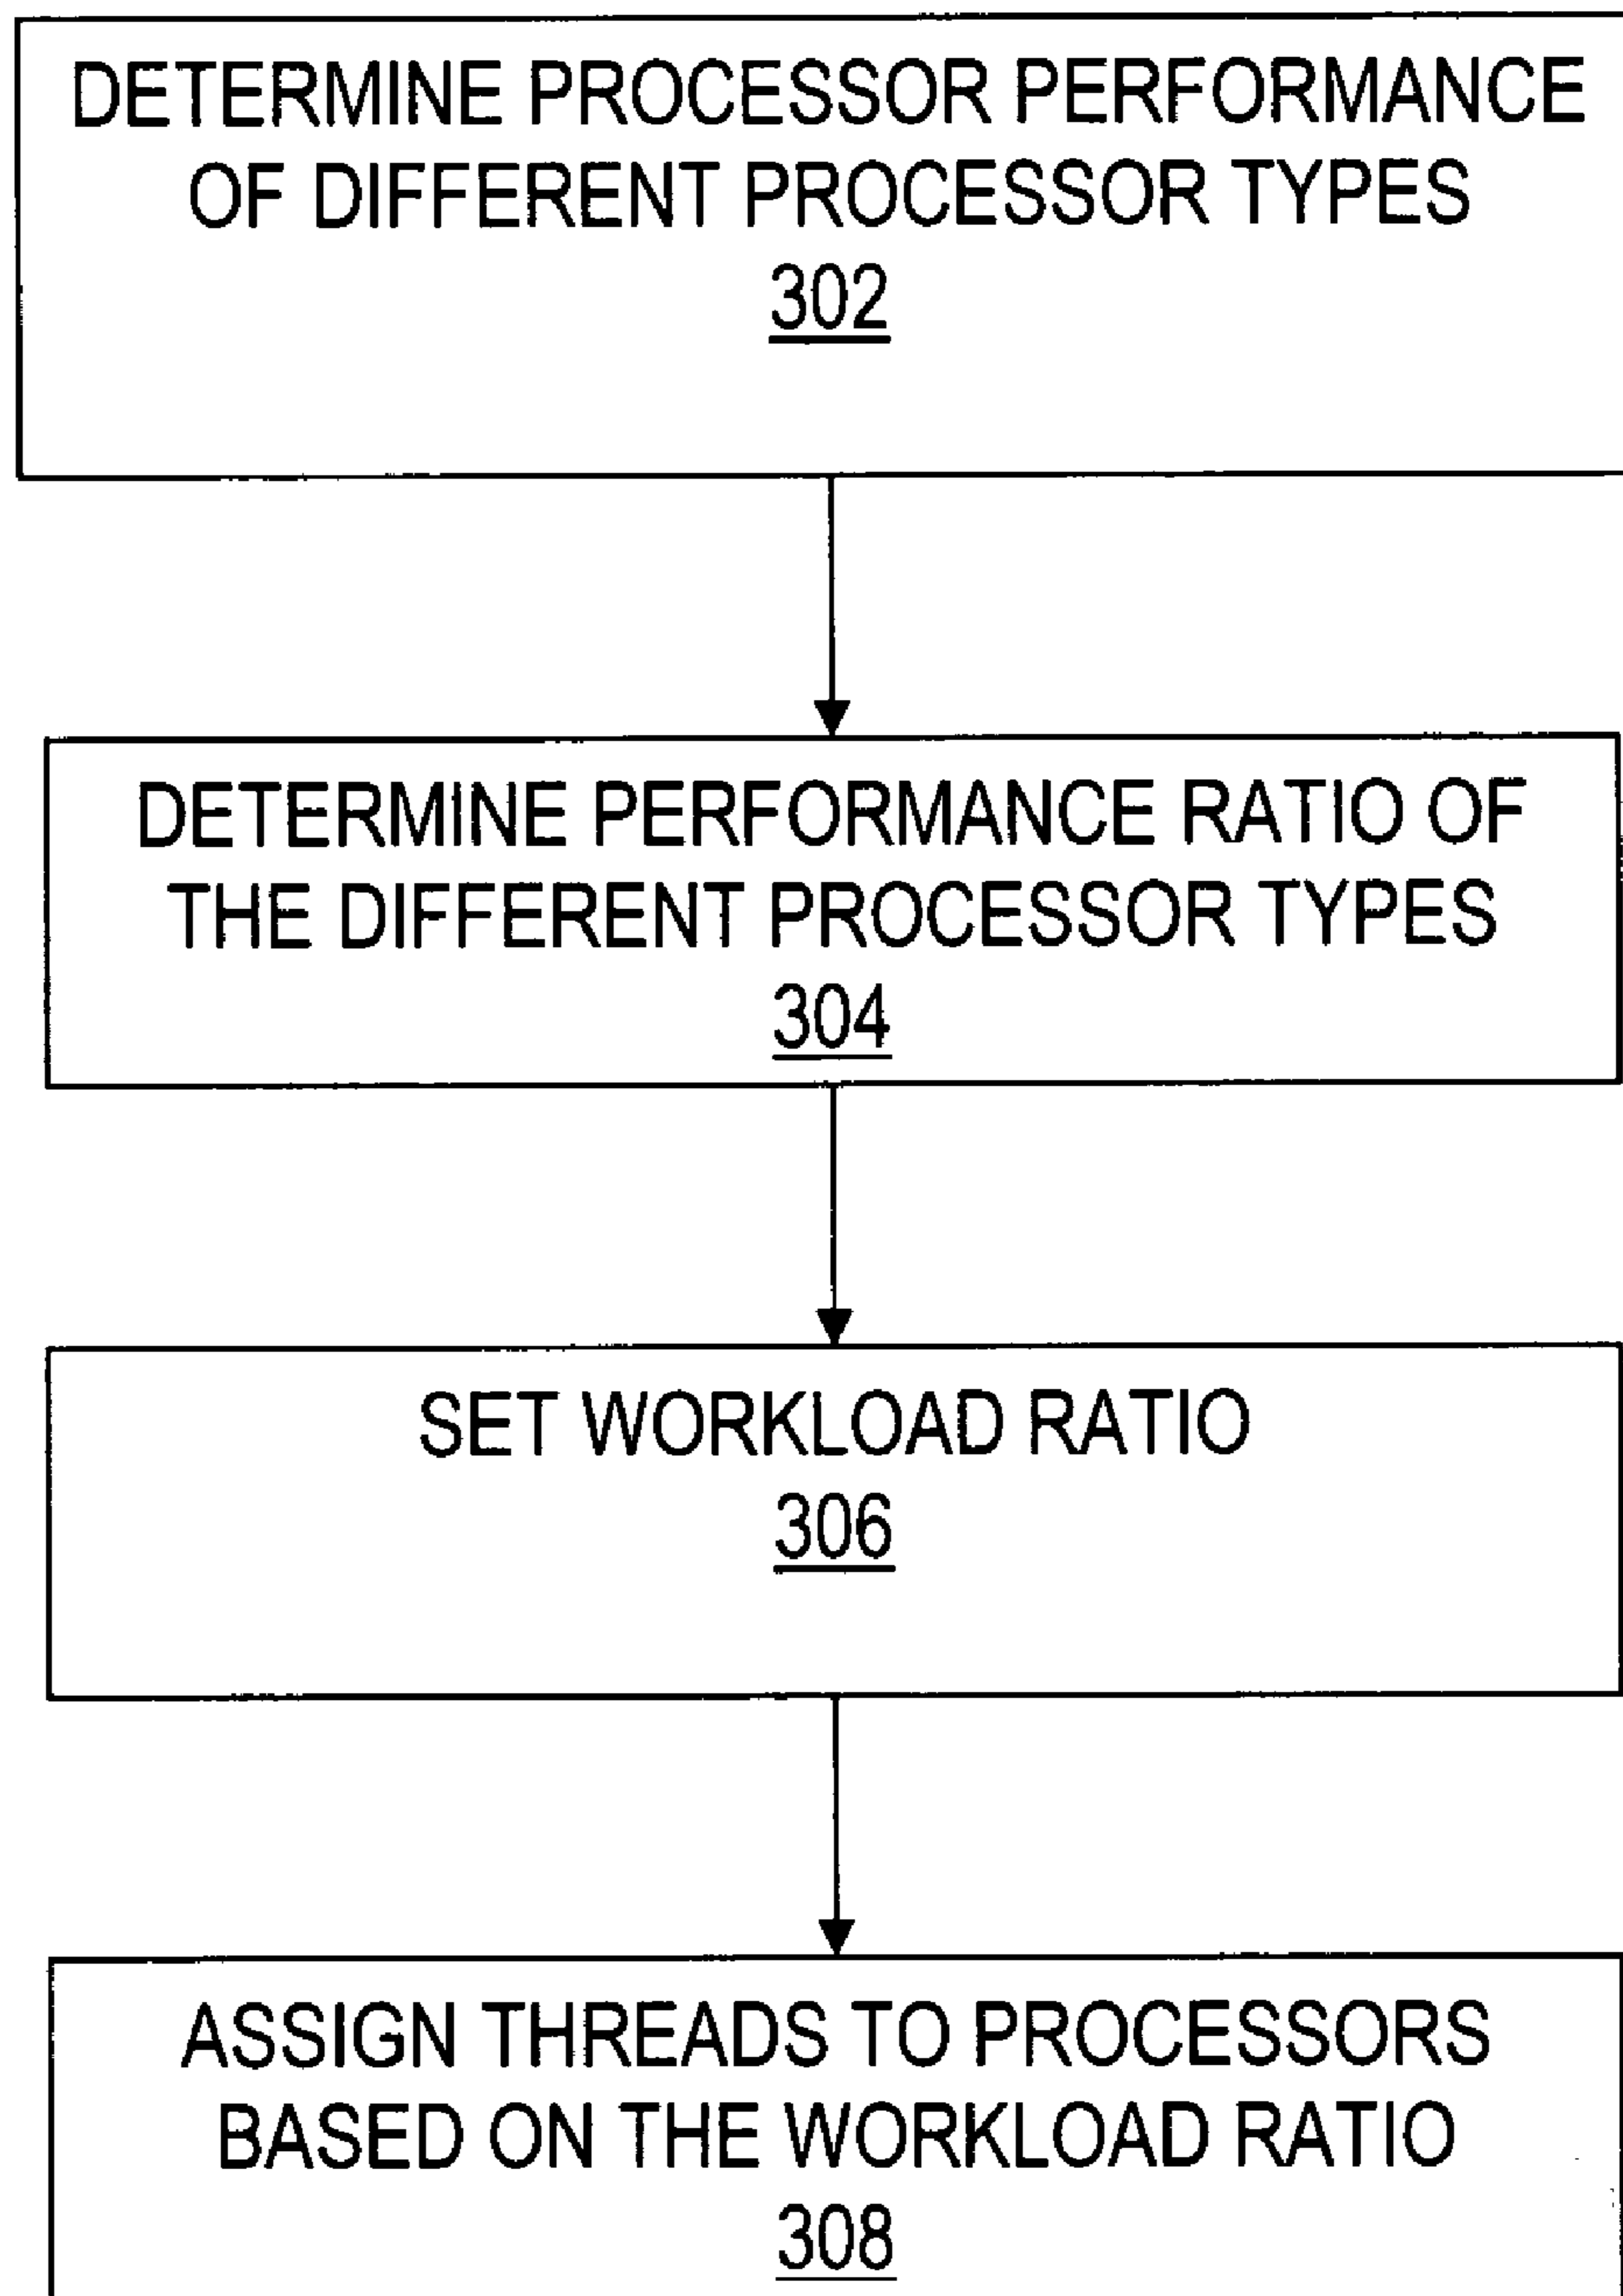 DETERMINE PROCESSOR PERFORMANCE
OF DIFFERENT PROCESSOR TYPES
302
DETERMINE PERFORMANCE RATIO OF
THE DIFFERENT PROCESSOR TYPES
304
SET WORKLOAD RATIO
306
ASSIGN THREADS TO PROCESSORS
BASED ON THE WORKLOAD RATIO
308